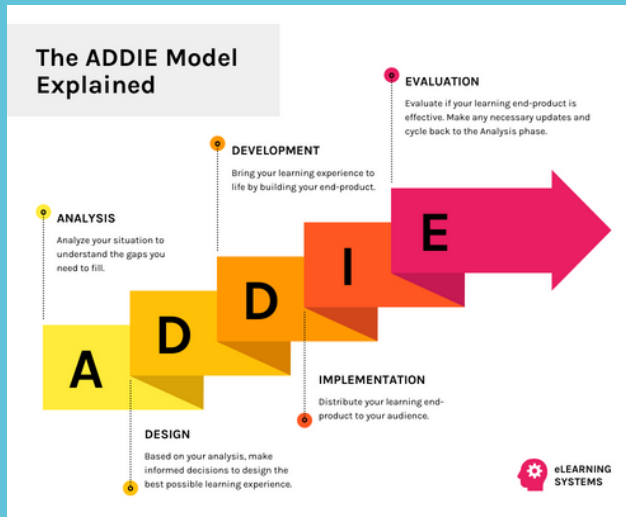 The ADDIE Model
Explained
EVALUATION
Evaluate if your learning end-product is
effective. Make any necessary updates and
cycle back to the Analysis phase.
DEVELOPMENT
Bring your learning experience to
life by building your end-product.
ANALYSIS
Analyze your situation to
understand the gaps you
need to fill.
A
D
D
I
E
IMPLEMENTATION
Distribute your learning end-
product to your audience.
DESIGN
Based on your analysis, make
informed decisions to design the
best possible learning experience.
eLEARNING
SYSTEMS